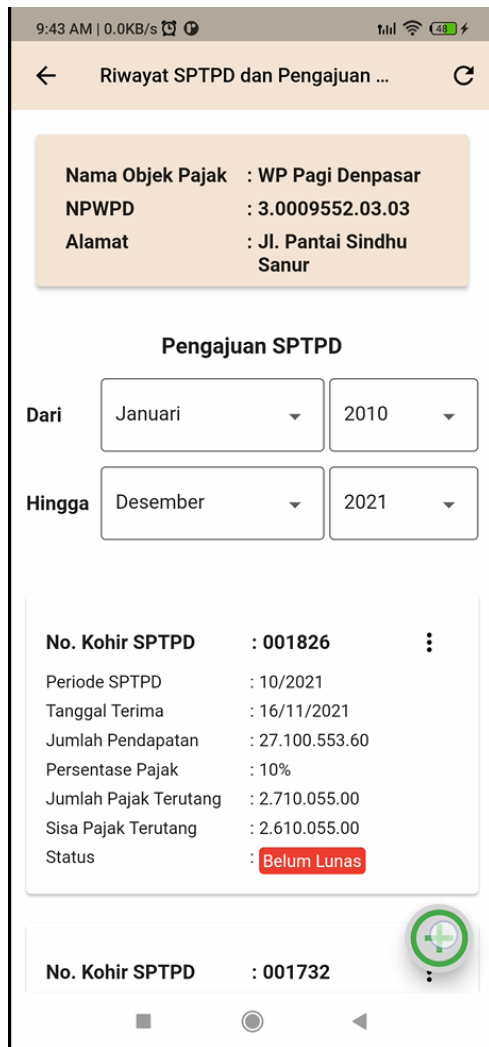 9:43 AM | 0.0KB/s
48
Riwayat SPTPD dan Pengajuan ...
Nama Objek Pajak : WP Pagi Denpasar
NPWPD : 3.0009552.03.03
Alamat : Jl. Pantai Sindhu
Sanur
Pengajuan SPTPD
Dari Januari 2010
Hingga Desember 2021
No. Kohir SPTPD : 001826
Periode SPTPD : 10/2021
Tanggal Terima : 16/11/2021
Jumlah Pendapatan : 27.100.553.60
Persentase Pajak : 10%
Jumlah Pajak Terutang : 2.710.055.00
Sisa Pajak Terutang : 2.610.055.00
Status : Belum Lunas
No. Kohir SPTPD : 001732